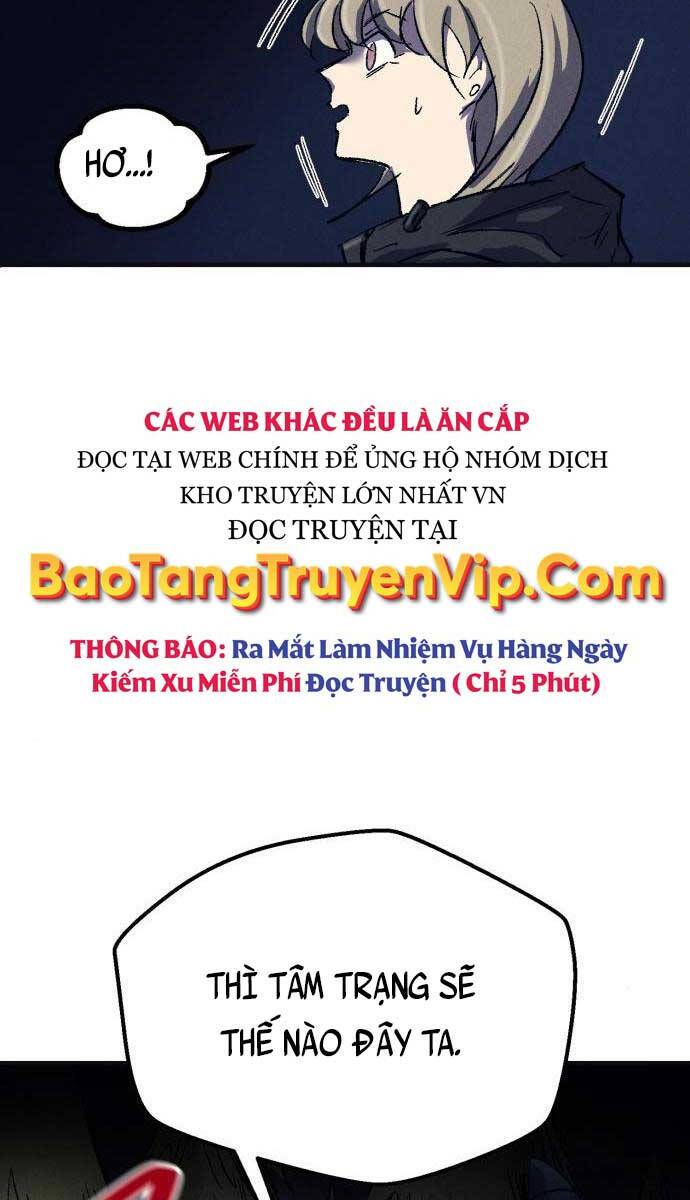 HƠ...!
CÁC WEB KHÁC ĐỀU LÀ ĂN CẮP
ĐỌC TẠI WEB CHÍNH ĐỂ ỦNG HỘ NHÓM DỊCH
KHO TRUYỆN LỚN NHẤT VN
ĐỌC TRUYỆN TẠI
BaoTangTruyenVip.Com
THÔNG BÁO: Ra Mắt Làm Nhiệm Vụ Hàng Ngày
Kiếm Xu Miễn Phí Đọc Truyện ( Chỉ 5 Phút)
THÌ TÂM TRẠNG SẼ
THẾ NÀO ĐÂY TA.